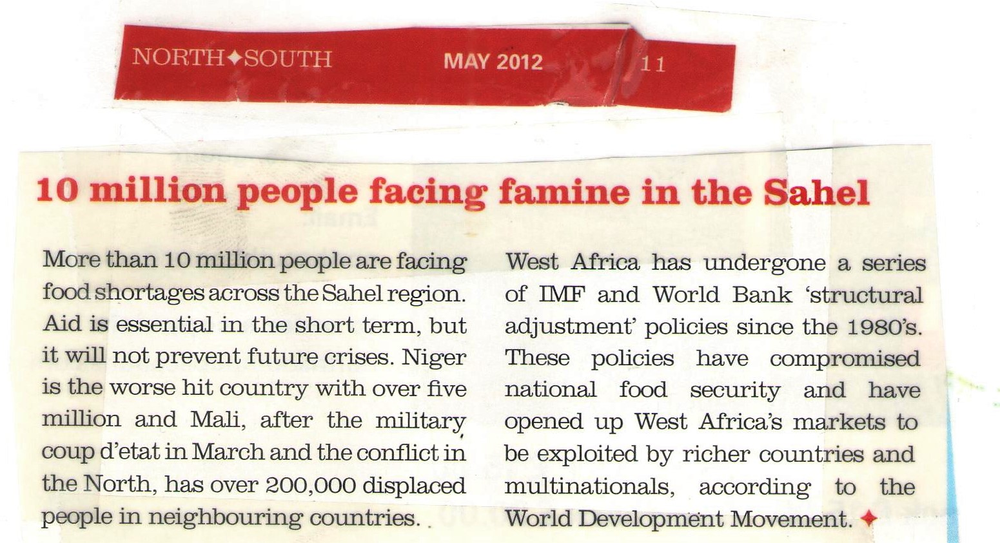 NORTH✦SOUTH MAY 2012 11
10 million people facing famine in the Sahel
More than 10 million people are facing
food shortages across the Sahel region.
Aid is essential in the short term, but
it will not prevent future crises. Niger
is the worse hit country with over five
million and Mali, after the military
coup d’etat in March and the conflict in
the North, has over 200,000 displaced
people in neighbouring countries.
West Africa has undergone a series
of IMF and World Bank ‘structural
adjustment’ policies since the 1980’s.
These policies have compromised
national food security and have
opened up West Africa’s markets to
be exploited by richer countries and
multinationals, according to the
World Development Movement. ✦